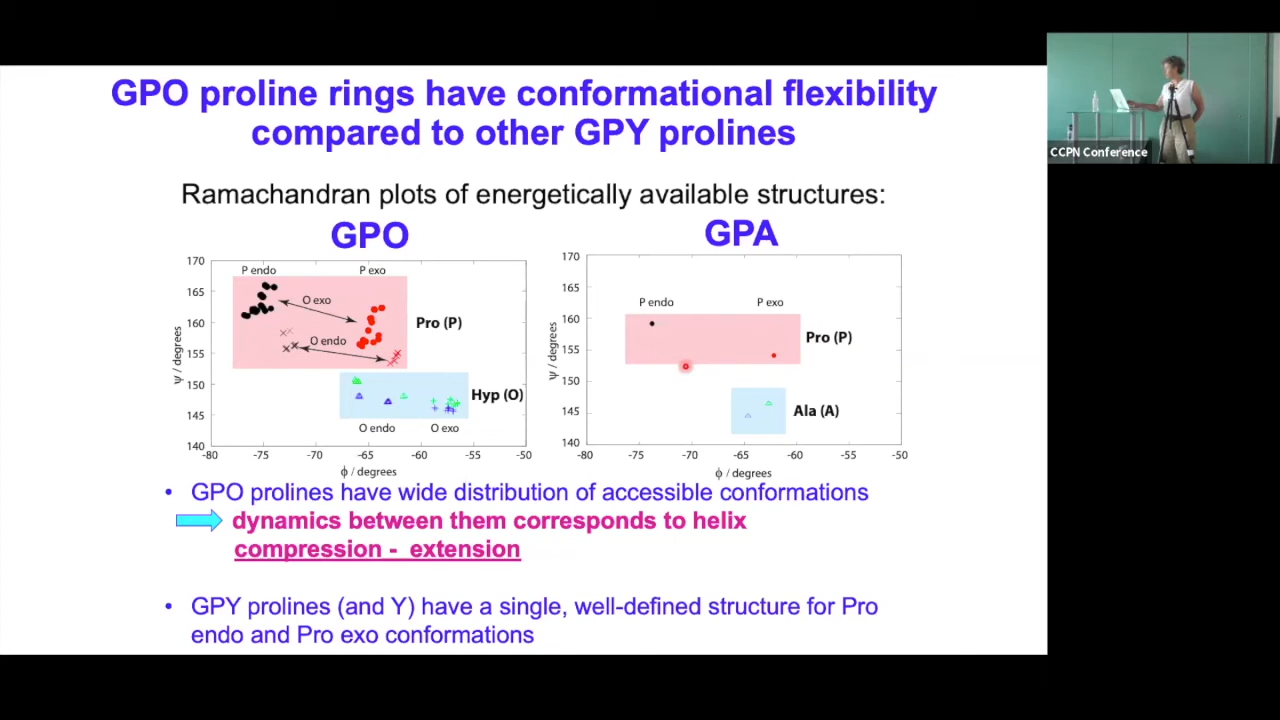 GPO proline rings have conformational flexibility
compared to other GPY prolines
CCPN Conference
Ramachandran plots of energetically available structures:
GPO
GPA
170
165
160
155
150
145
140
ψ / degrees
P endo
P exo
O exo
O endo
Pro (P)
Hyp (O)
O endo
O exo
-80
-75
-70
-65
-60
-55
-50
ϕ / degrees
170
165
160
155
150
145
140
ψ / degrees
P endo
P exo
Pro (P)
Ala (A)
-80
-75
-70
-65
-60
-55
-50
ϕ / degrees
• GPO prolines have wide distribution of accessible conformations
dynamics between them corresponds to helix
compression - extension
• GPY prolines (and Y) have a single, well-defined structure for Pro
endo and Pro exo conformations